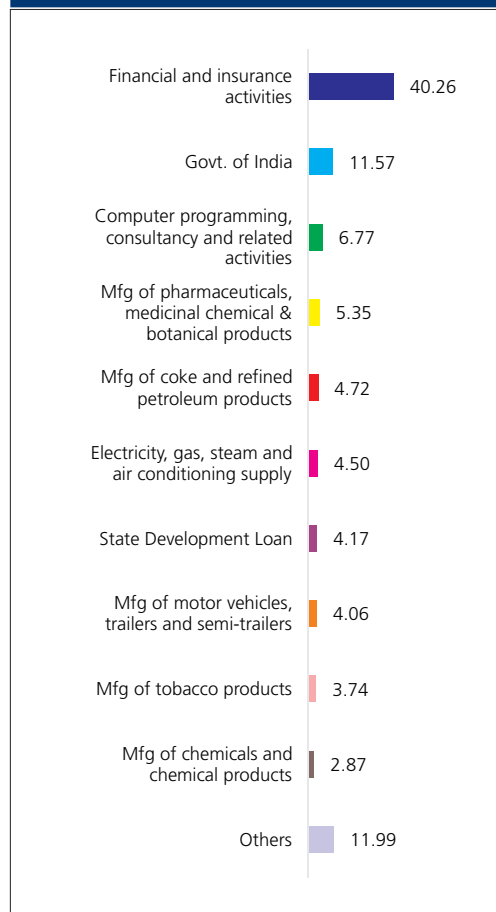 Financial and insurance
activities
40.26
Govt. of India
11.57
Computer programming,
consultancy and related
activities
6.77
Mfg of pharmaceuticals,
medicinal chemical &
botanical products
5.35
Mfg of coke and refined
petroleum products
4.72
Electricity, gas, steam and
air conditioning supply
4.50
State Development Loan
4.17
Mfg of motor vehicles,
trailers and semi-trailers
4.06
Mfg of tobacco products
3.74
Mfg of chemicals and
chemical products
2.87
Others
11.99